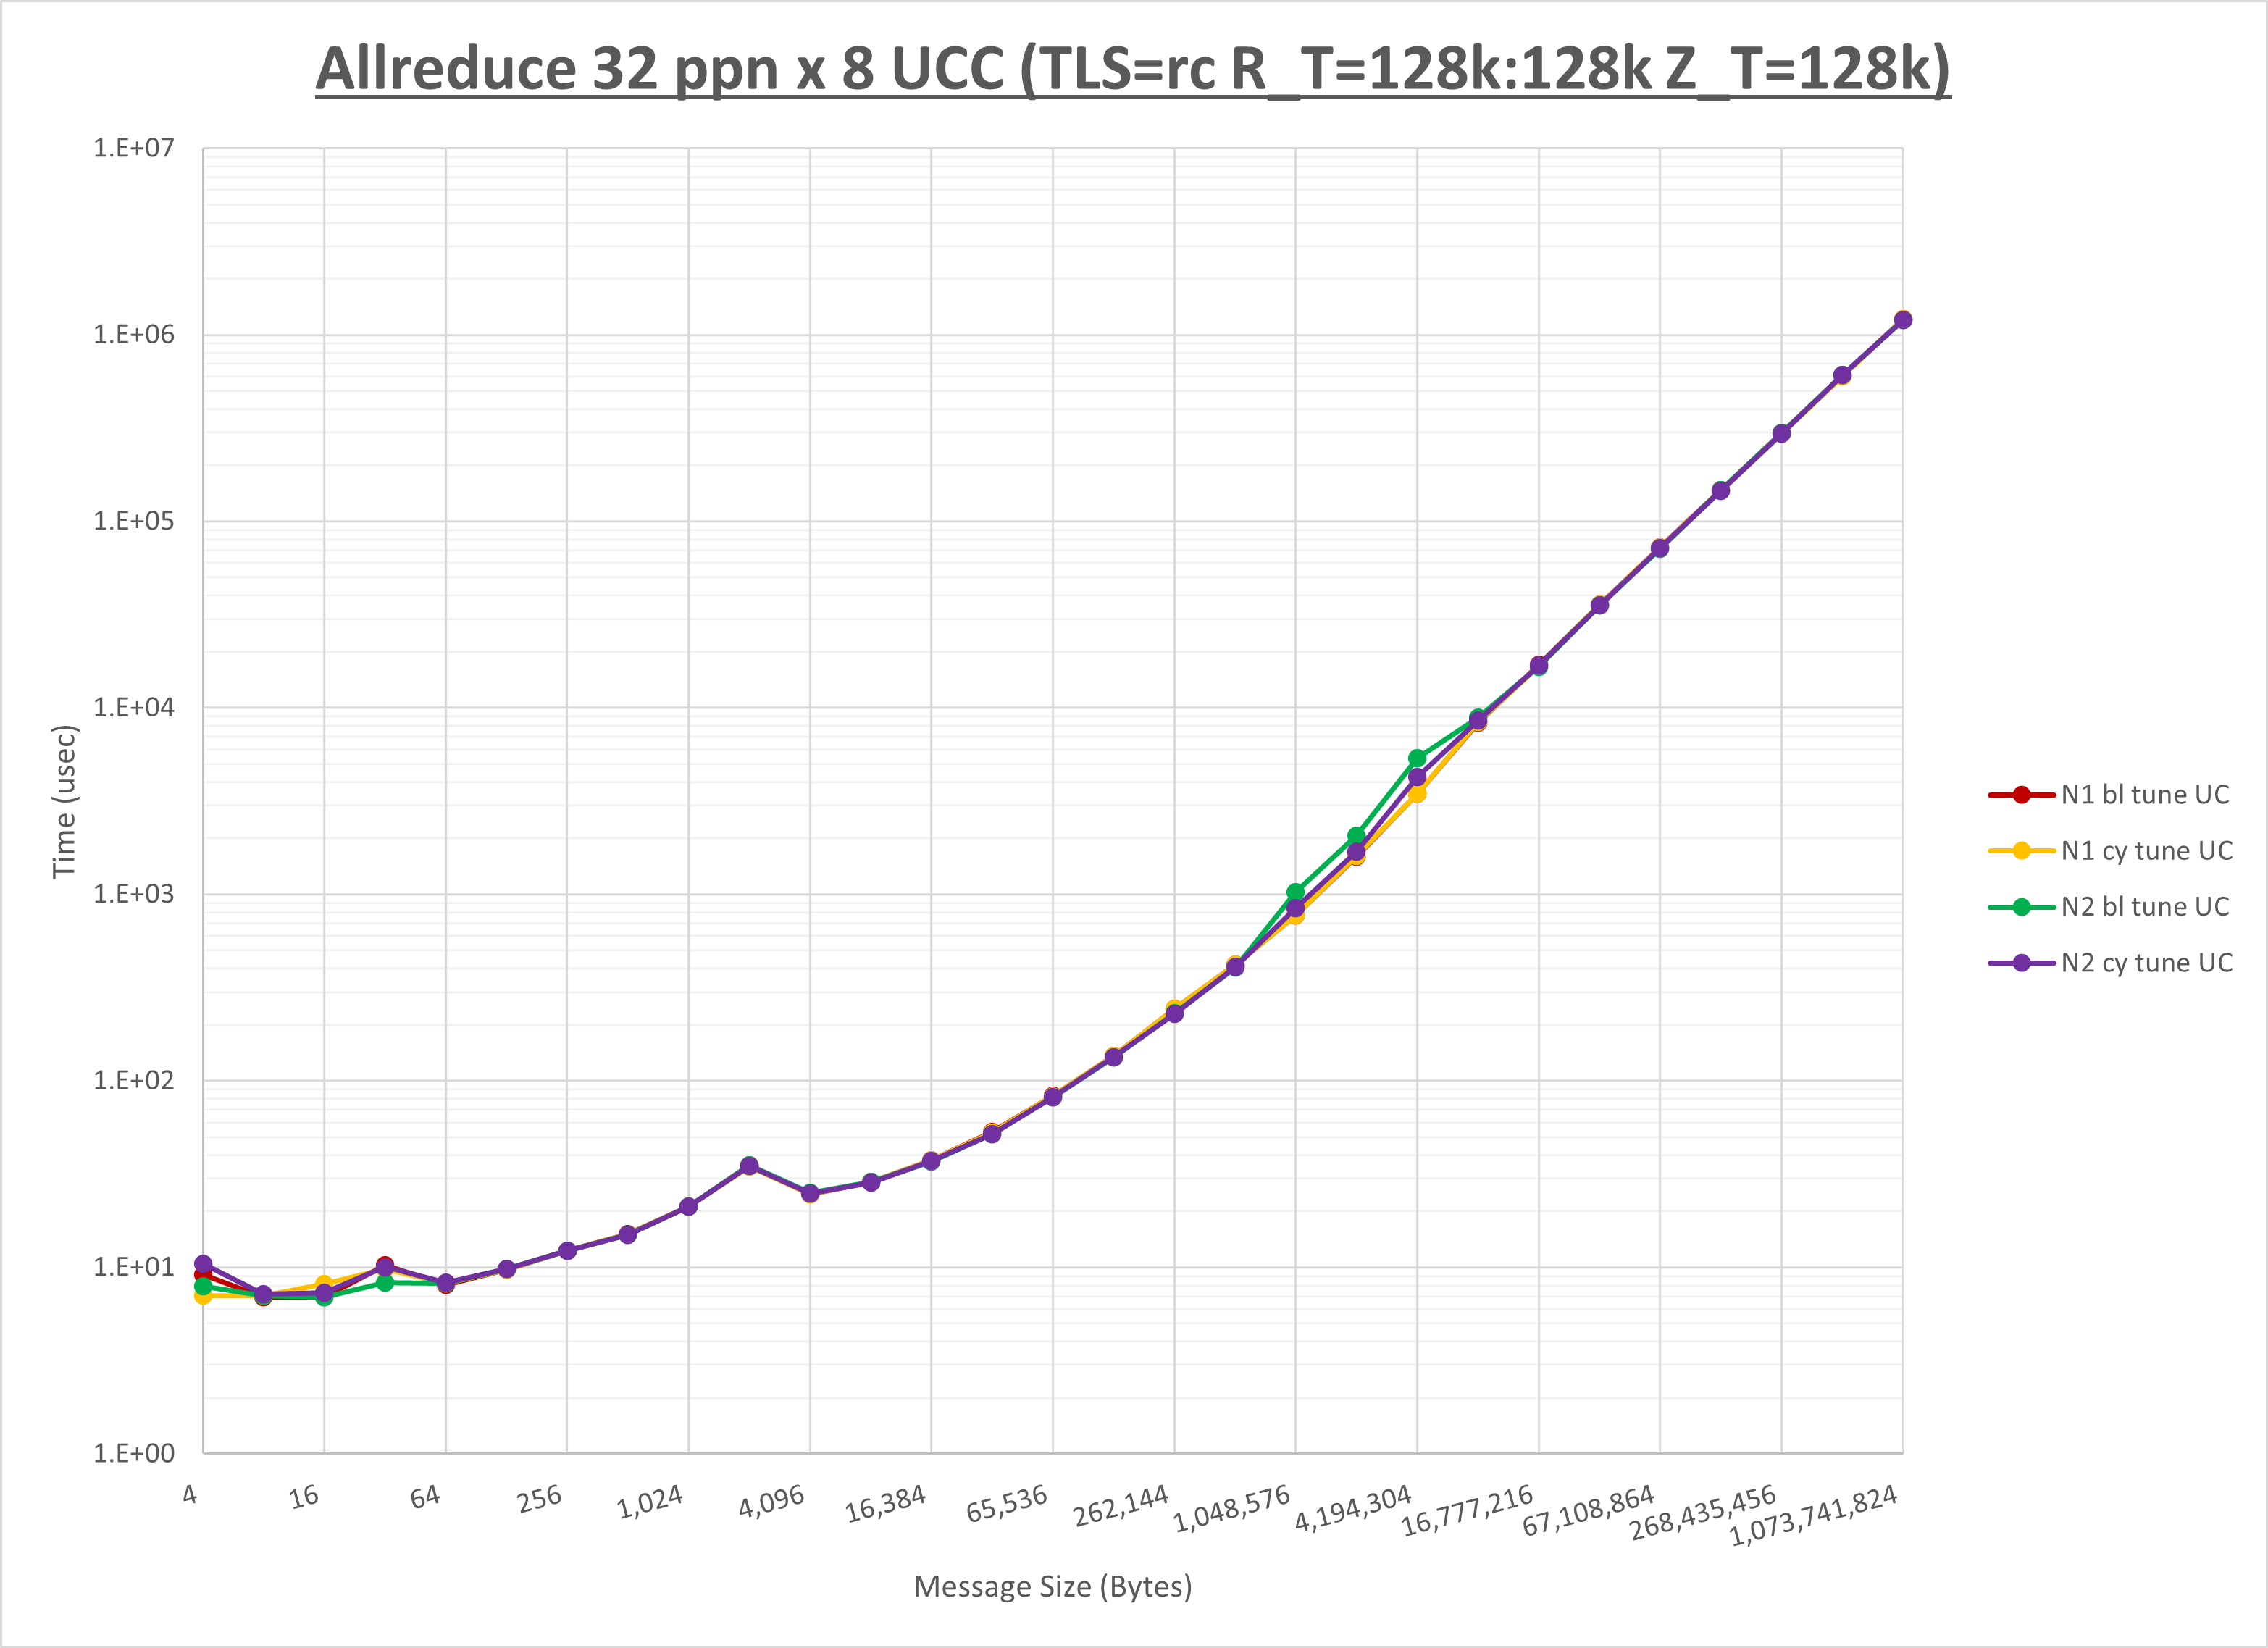 Allreduce 32 ppn x 8 UCC (TLS=rc R_T=128k:128k Z_T=128k)
1.E+07
1.E+06
1.E+05
1.E+04
1.E+03
1.E+02
1.E+01
1.E+00
Time (usec)
4
16
64
256
1,024
4,096
16,384
65,536
262,144
1,048,576
4,194,304
16,777,216
67,108,864
268,435,456
1,073,741,824
Message Size (Bytes)
N1 bl tune UC
N1 cy tune UC
N2 bl tune UC
N2 cy tune UC